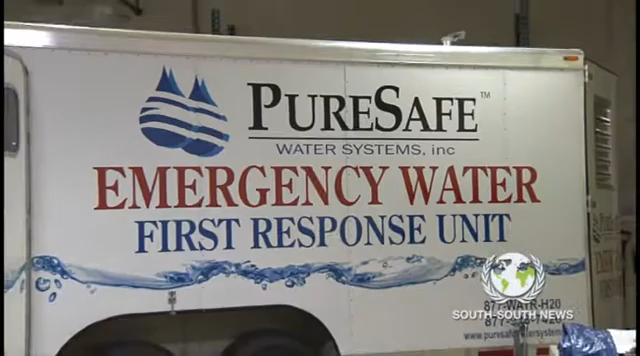 PURESAFE™
WATER SYSTEMS, inc
EMERGENCY WATER
FIRST RESPONSE UNIT
877-WATR-H20
SOUTH-SOUTH NEWS